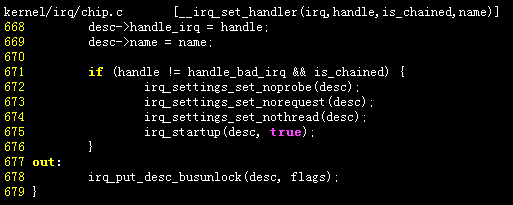 kernel/irq/chip.c [__irq_set_handler(irq,handle,is_chained,name)]
668 desc->handle_irq = handle;
669 desc->name = name;
670
671 if (handle != handle_bad_irq && is_chained) {
672 irq_settings_set_noprobe(desc);
673 irq_settings_set_norequest(desc);
674 irq_settings_set_nothread(desc);
675 irq_startup(desc, true);
676 }
677 out:
678 irq_put_desc_busunlock(desc, flags);
679 }